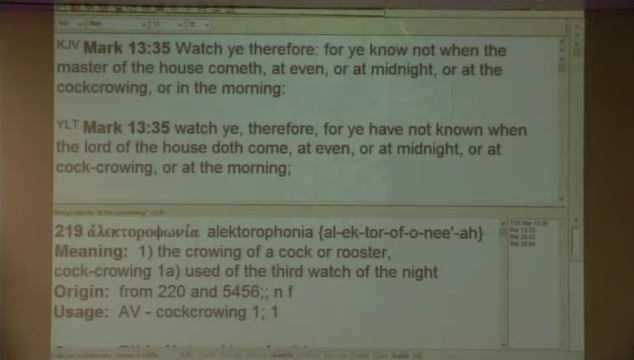 KJV Mark 13:35 Watch ye therefore: for ye know not when the
master of the house cometh, at even, or at midnight, or at the
cockcrowing, or in the morning:
YLT Mark 13:35 watch ye, therefore, for ye have not known when
the lord of the house doth come, at even, or at midnight, or at
cock-crowing, or at the morning;
219 ἀλεκτοροφωνία alektorophonia {al-ek-tor-of-o-nee'-ah}
Meaning: 1) the crowing of a cock or rooster,
cock-crowing 1a) used of the third watch of the night
Origin: from 220 and 5456;; n f
Usage: AV - cockcrowing 1; 1